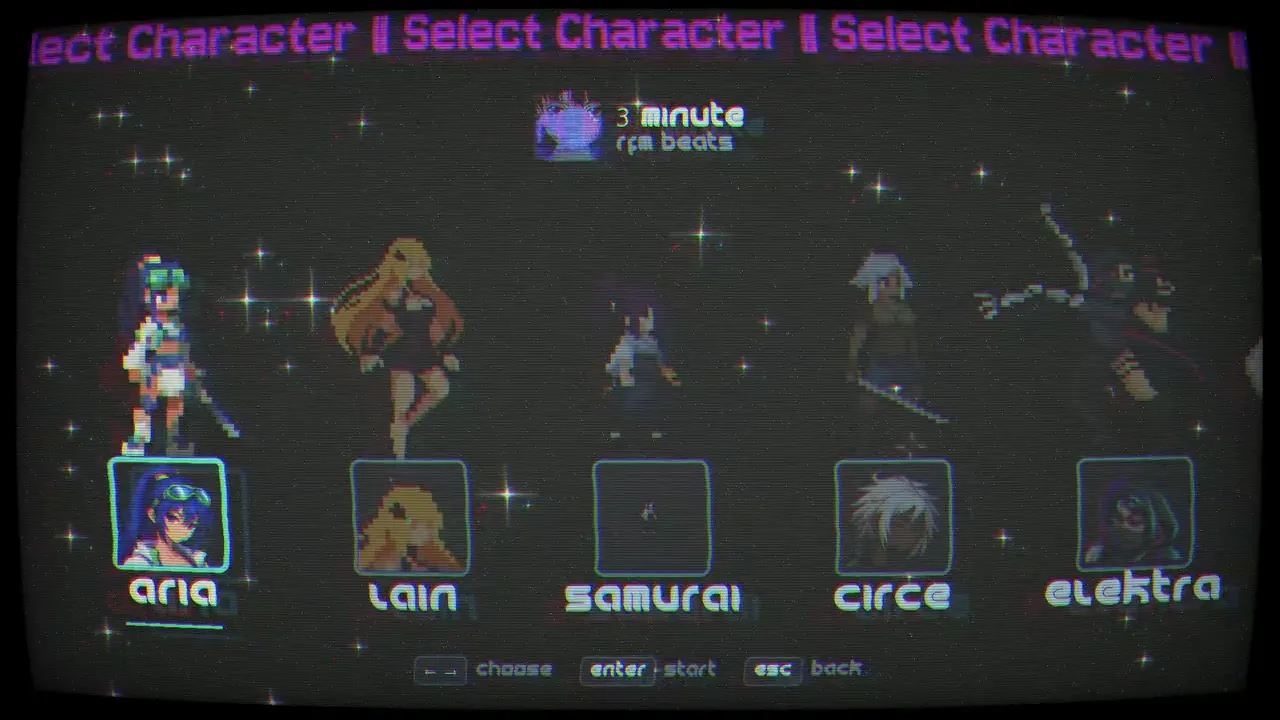 lect Character || Select Character || Select Character ||
3 minute
rpm beats
aria
Lain
samurai
circe
elektra
← → choose enter start esc back